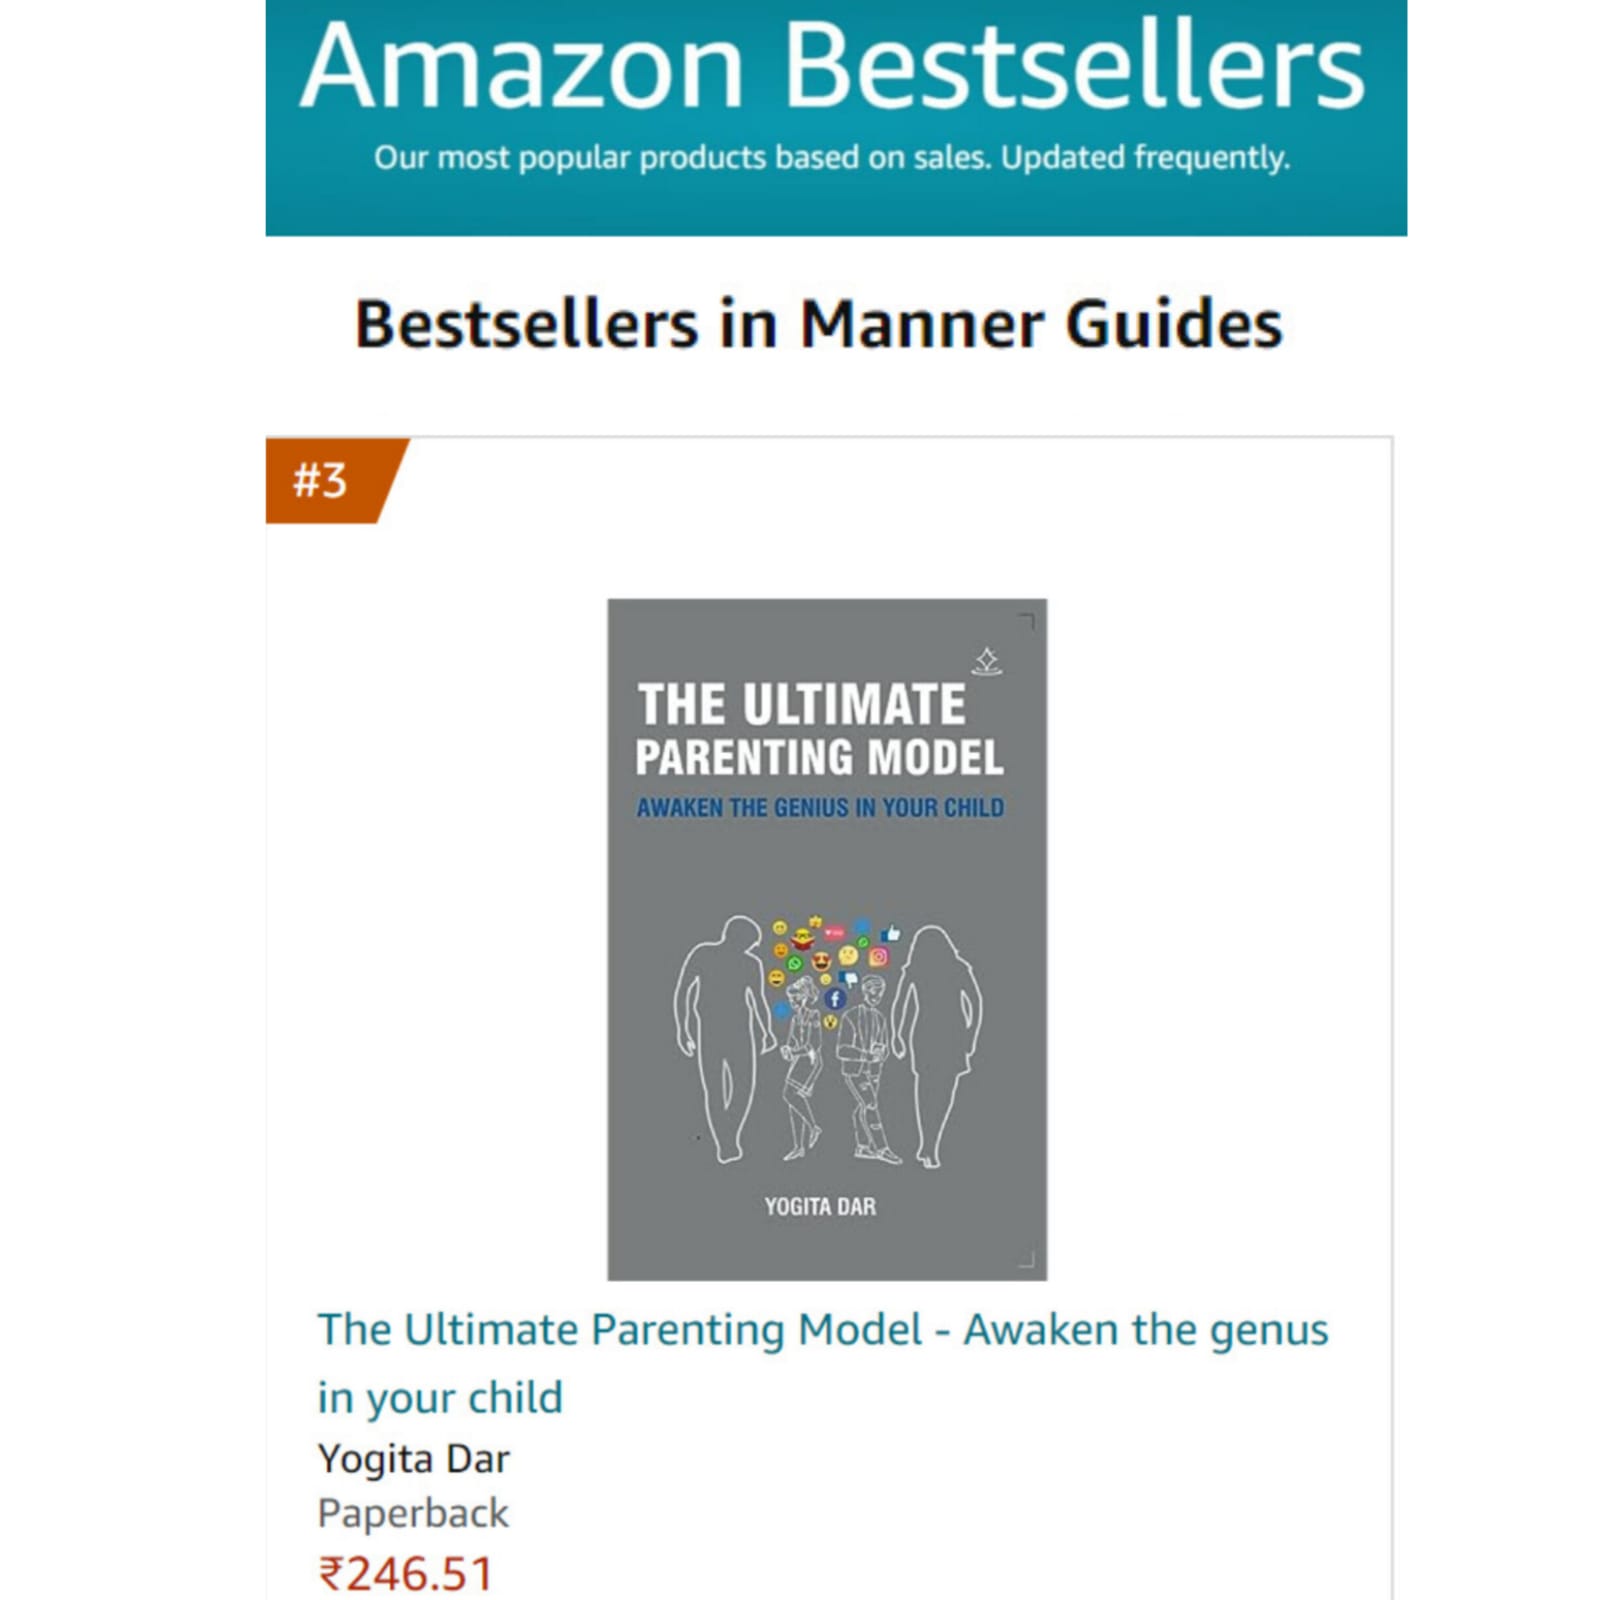 Amazon Bestsellers
Our most popular products based on sales. Updated frequently.
Bestsellers in Manner Guides
#3
THE ULTIMATE
PARENTING MODEL
AWAKEN THE GENIUS IN YOUR CHILD
YOGITA DAR
The Ultimate Parenting Model - Awaken the genus
in your child
Yogita Dar
Paperback
₹246.51